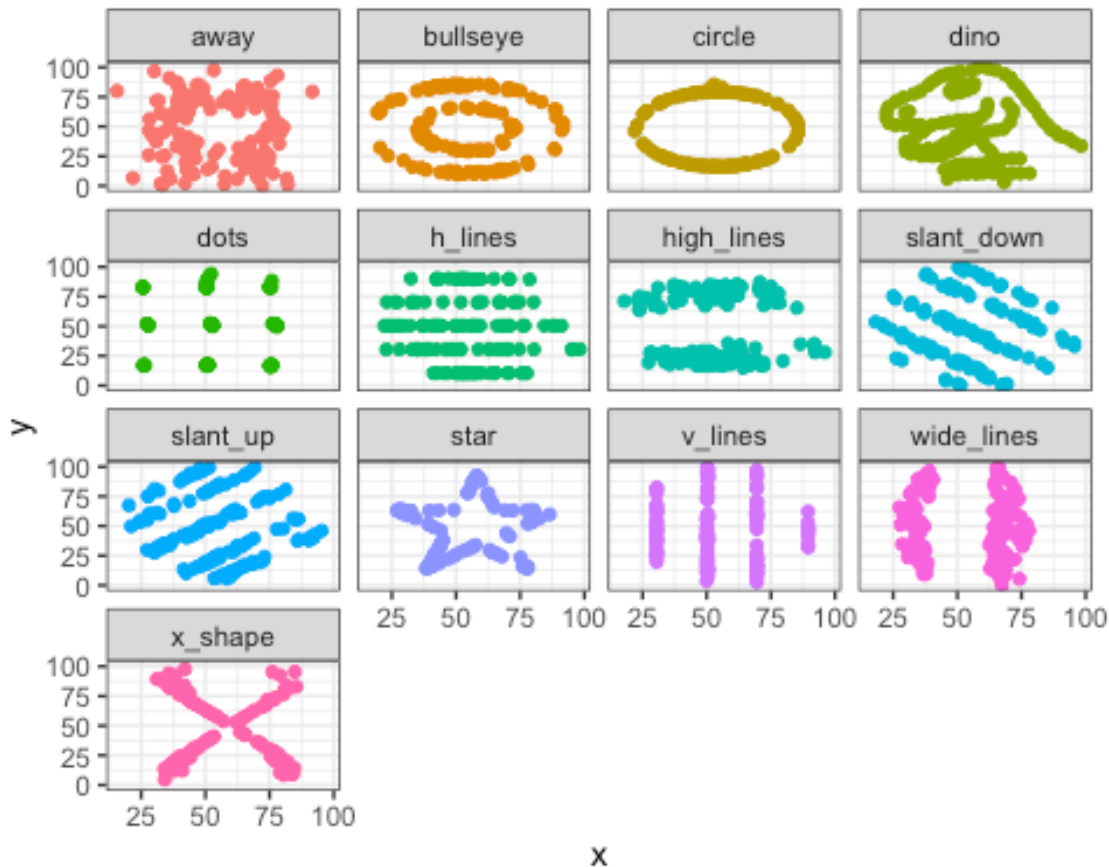 away bullseye circle dino
100
75
50
25
0
dots h_lines high_lines slant_down
100
75
50
25
0
y
slant_up star v_lines wide_lines
100
75
50
25
0
25 50 75 100 25 50 75 100 25 50 75 100
x_shape
100
75
50
25
0
25 50 75 100
x